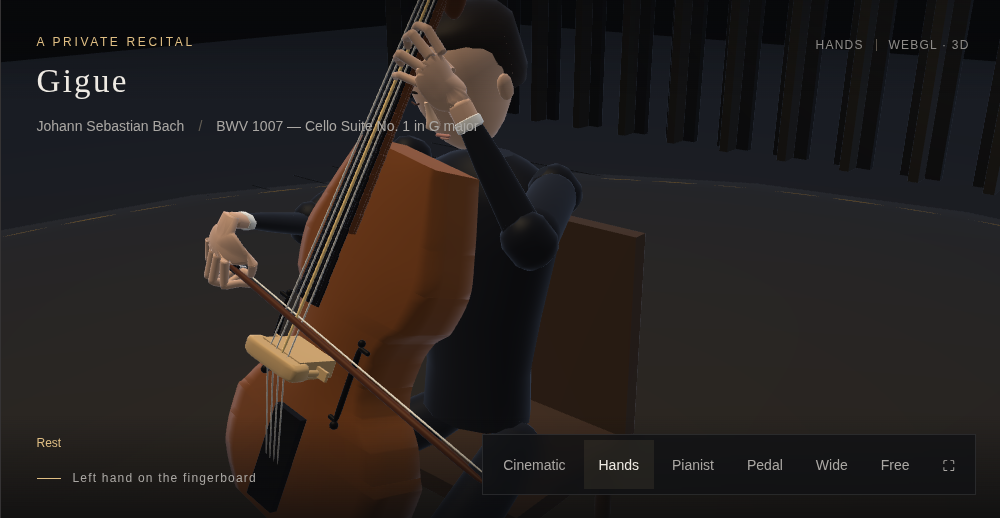 A PRIVATE RECITAL
HANDS | WEBGL · 3D
Gigue
Johann Sebastian Bach / BWV 1007 — Cello Suite No. 1 in G major
Rest
Left hand on the fingerboard
Cinematic Hands Pianist Pedal Wide Free